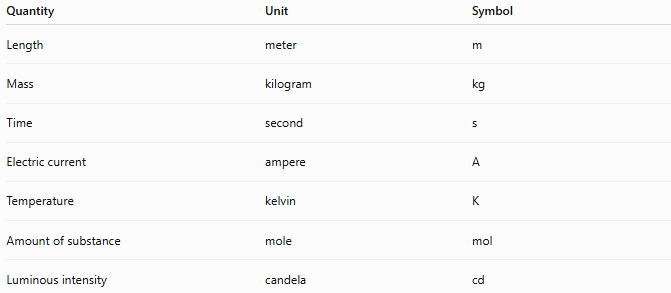 Quantity Unit Symbol
Length meter m
Mass kilogram kg
Time second s
Electric current ampere A
Temperature kelvin K
Amount of substance mole mol
Luminous intensity candela cd